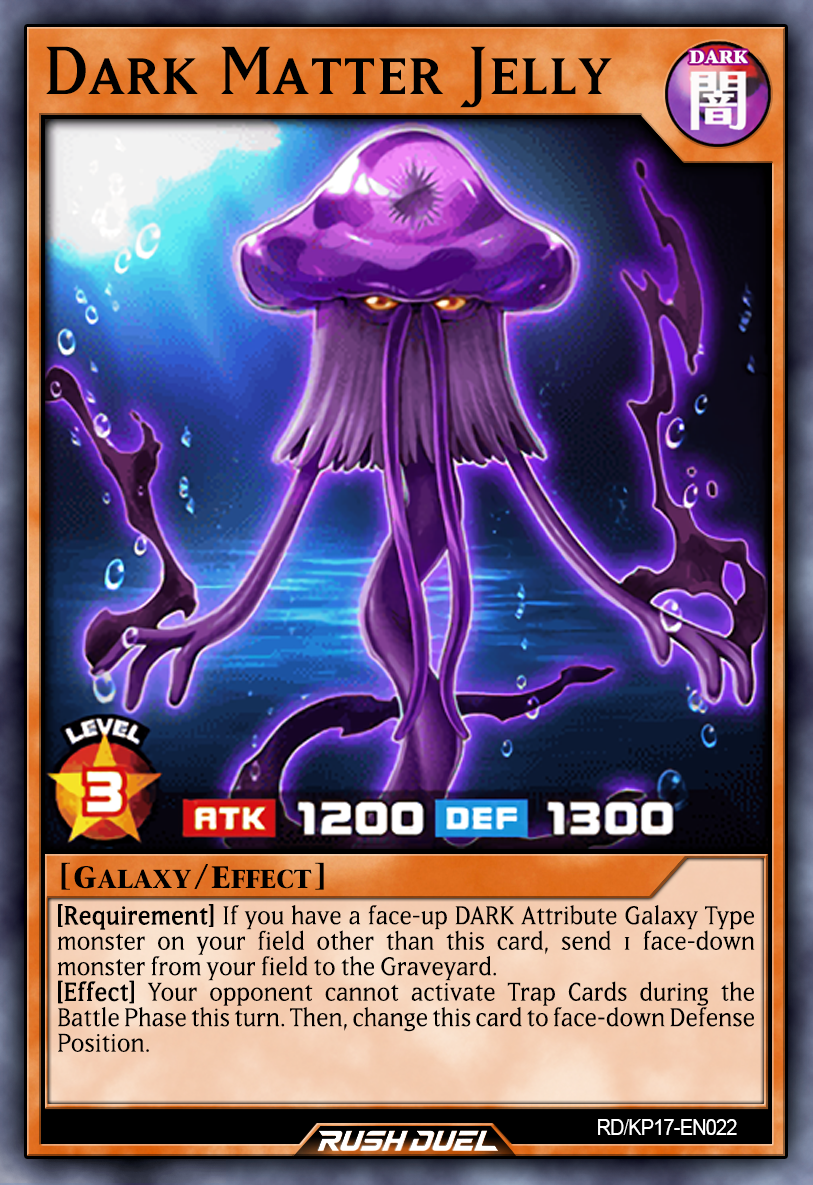 Dark Matter Jelly
DARK
闇
LEVEL
3
ATK 1200 DEF 1300
[Galaxy/Effect]
[Requirement] If you have a face-up DARK Attribute Galaxy Type
monster on your field other than this card, send 1 face-down
monster from your field to the Graveyard.
[Effect] Your opponent cannot activate Trap Cards during the
Battle Phase this turn. Then, change this card to face-down Defense
Position.
RD/KP17-EN022
RUSH DUEL